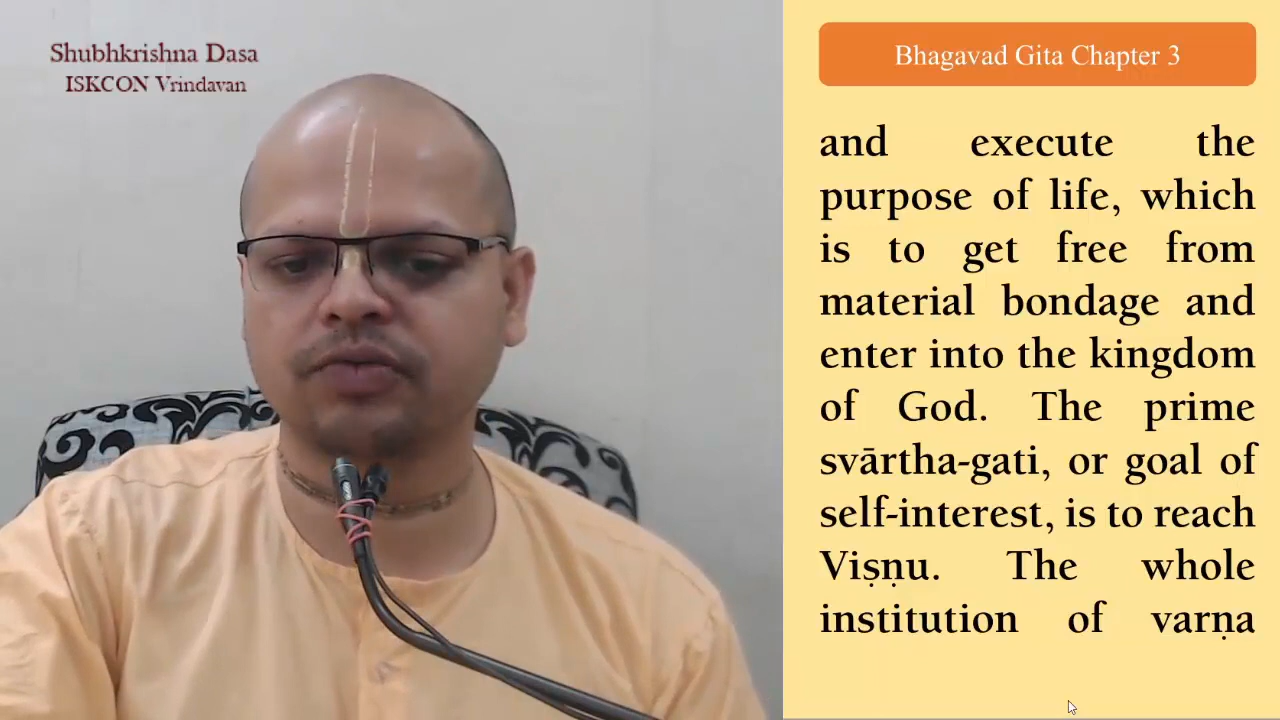 Shubhkrishna Dasa
ISKCON Vrindavan
Bhagavad Gita Chapter 3
and execute the
purpose of life, which
is to get free from
material bondage and
enter into the kingdom
of God. The prime
svārtha-gati, or goal of
self-interest, is to reach
Viṣṇu. The whole
institution of varṇa